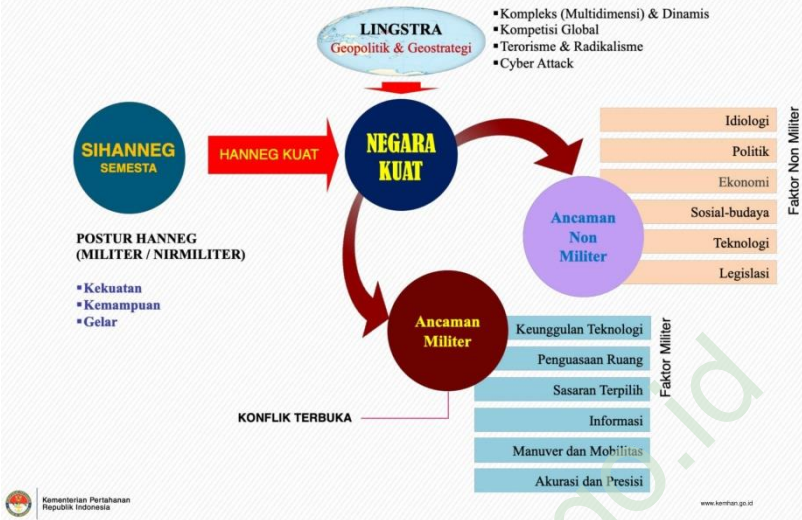 LINGSTRA
Geopolitik & Geostrategi
▪Kompleks (Multidimensi) & Dinamis
▪Kompetisi Global
▪Terorisme & Radikalisme
▪Cyber Attack
SIHANNEG
SEMESTA
HANNEG KUAT
NEGARA
KUAT
POSTUR HANNEG
(MILITER / NIRMILITER)
▪Kekuatan
▪Kemampuan
▪Gelar
Ancaman
Non
Militer
Idiologi
Politik
Ekonomi
Sosial-budaya
Teknologi
Legislasi
Faktor Non Militer
Ancaman
Militer
Keunggulan Teknologi
Penguasaan Ruang
Sasaran Terpilih
Informasi
Manuver dan Mobilitas
Akurasi dan Presisi
Faktor Militer
KONFLIK TERBUKA
Kementerian Pertahanan
Republik Indonesia
www.kemhan.go.id
go.id